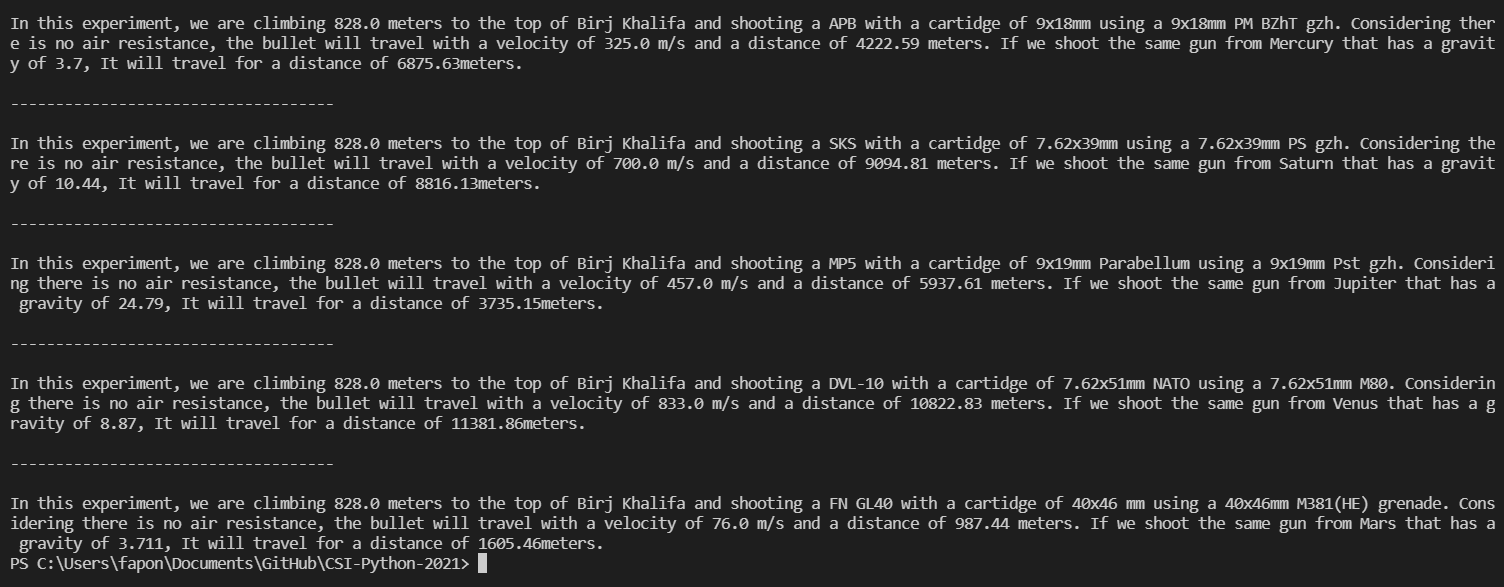 In this experiment, we are climbing 828.0 meters to the top of Birj Khalifa and shooting a APB with a cartidge of 9x18mm using a 9x18mm PM BZhT gzh. Considering ther
e is no air resistance, the bullet will travel with a velocity of 325.0 m/s and a distance of 4222.59 meters. If we shoot the same gun from Mercury that has a gravit
y of 3.7, It will travel for a distance of 6875.63meters.
------------------------------------
In this experiment, we are climbing 828.0 meters to the top of Birj Khalifa and shooting a SKS with a cartidge of 7.62x39mm using a 7.62x39mm PS gzh. Considering the
re is no air resistance, the bullet will travel with a velocity of 700.0 m/s and a distance of 9094.81 meters. If we shoot the same gun from Saturn that has a gravit
y of 10.44, It will travel for a distance of 8816.13meters.
------------------------------------
In this experiment, we are climbing 828.0 meters to the top of Birj Khalifa and shooting a MP5 with a cartidge of 9x19mm Parabellum using a 9x19mm Pst gzh. Consideri
ng there is no air resistance, the bullet will travel with a velocity of 457.0 m/s and a distance of 5937.61 meters. If we shoot the same gun from Jupiter that has a
 gravity of 24.79, It will travel for a distance of 3735.15meters.
------------------------------------
In this experiment, we are climbing 828.0 meters to the top of Birj Khalifa and shooting a DVL-10 with a cartidge of 7.62x51mm NATO using a 7.62x51mm M80. Considerin
g there is no air resistance, the bullet will travel with a velocity of 833.0 m/s and a distance of 10822.83 meters. If we shoot the same gun from Venus that has a g
ravity of 8.87, It will travel for a distance of 11381.86meters.
------------------------------------
In this experiment, we are climbing 828.0 meters to the top of Birj Khalifa and shooting a FN GL40 with a cartidge of 40x46 mm using a 40x46mm M381(HE) grenade. Cons
idering there is no air resistance, the bullet will travel with a velocity of 76.0 m/s and a distance of 987.44 meters. If we shoot the same gun from Mars that has a
 gravity of 3.711, It will travel for a distance of 1605.46meters.
PS C:\Users\fapon\Documents\GitHub\CSI-Python-2021>